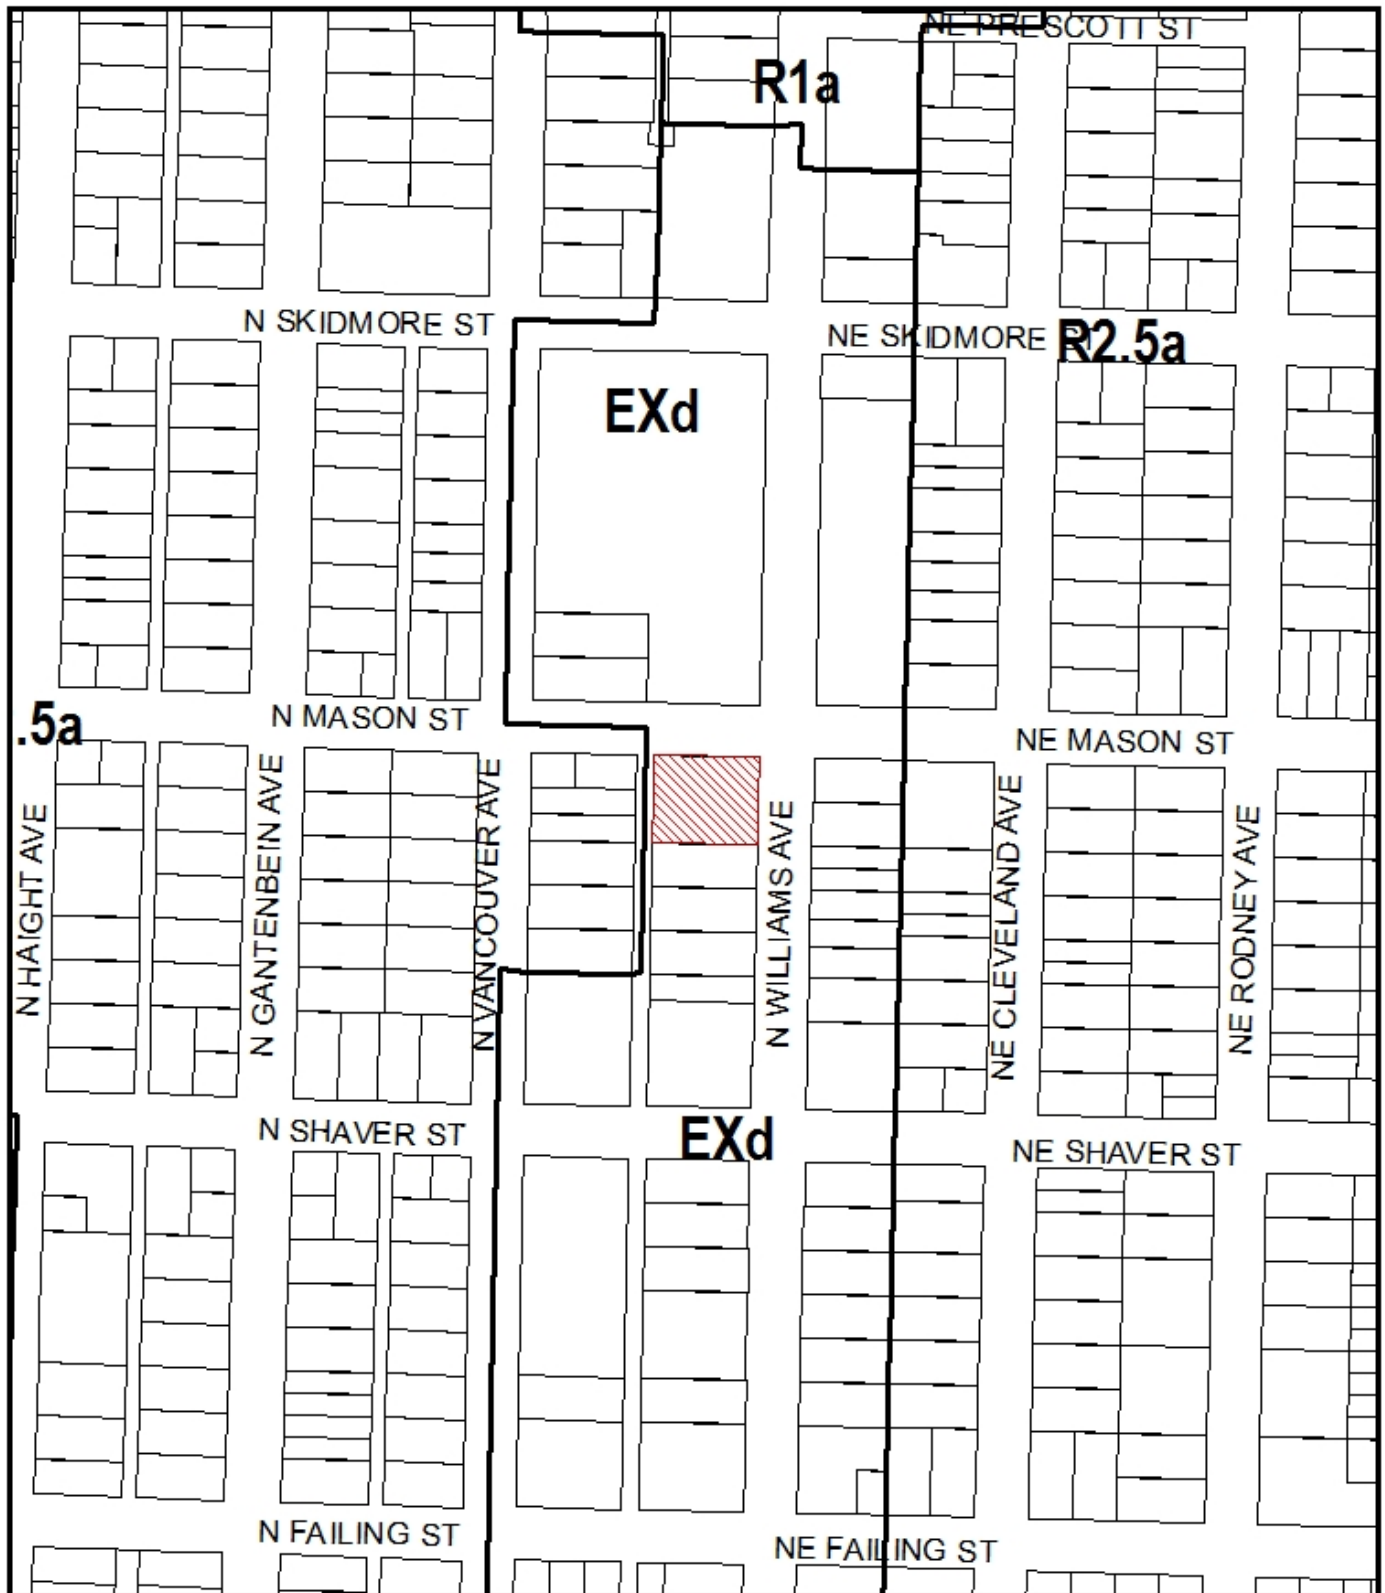 NE PRESCOTT ST
R1a
N SKIDMORE ST
NE SKIDMORE
R2.5a
EXd
N MASON ST
.5a
NE MASON ST
N HAIGHT AVE
N GANTENBEIN AVE
N VANCOUVER AVE
N WILLIAMS AVE
NE CLEVELAND AVE
NE RODNEY AVE
N SHAVER ST
EXd
NE SHAVER ST
N FAILING ST
NE FAILING ST